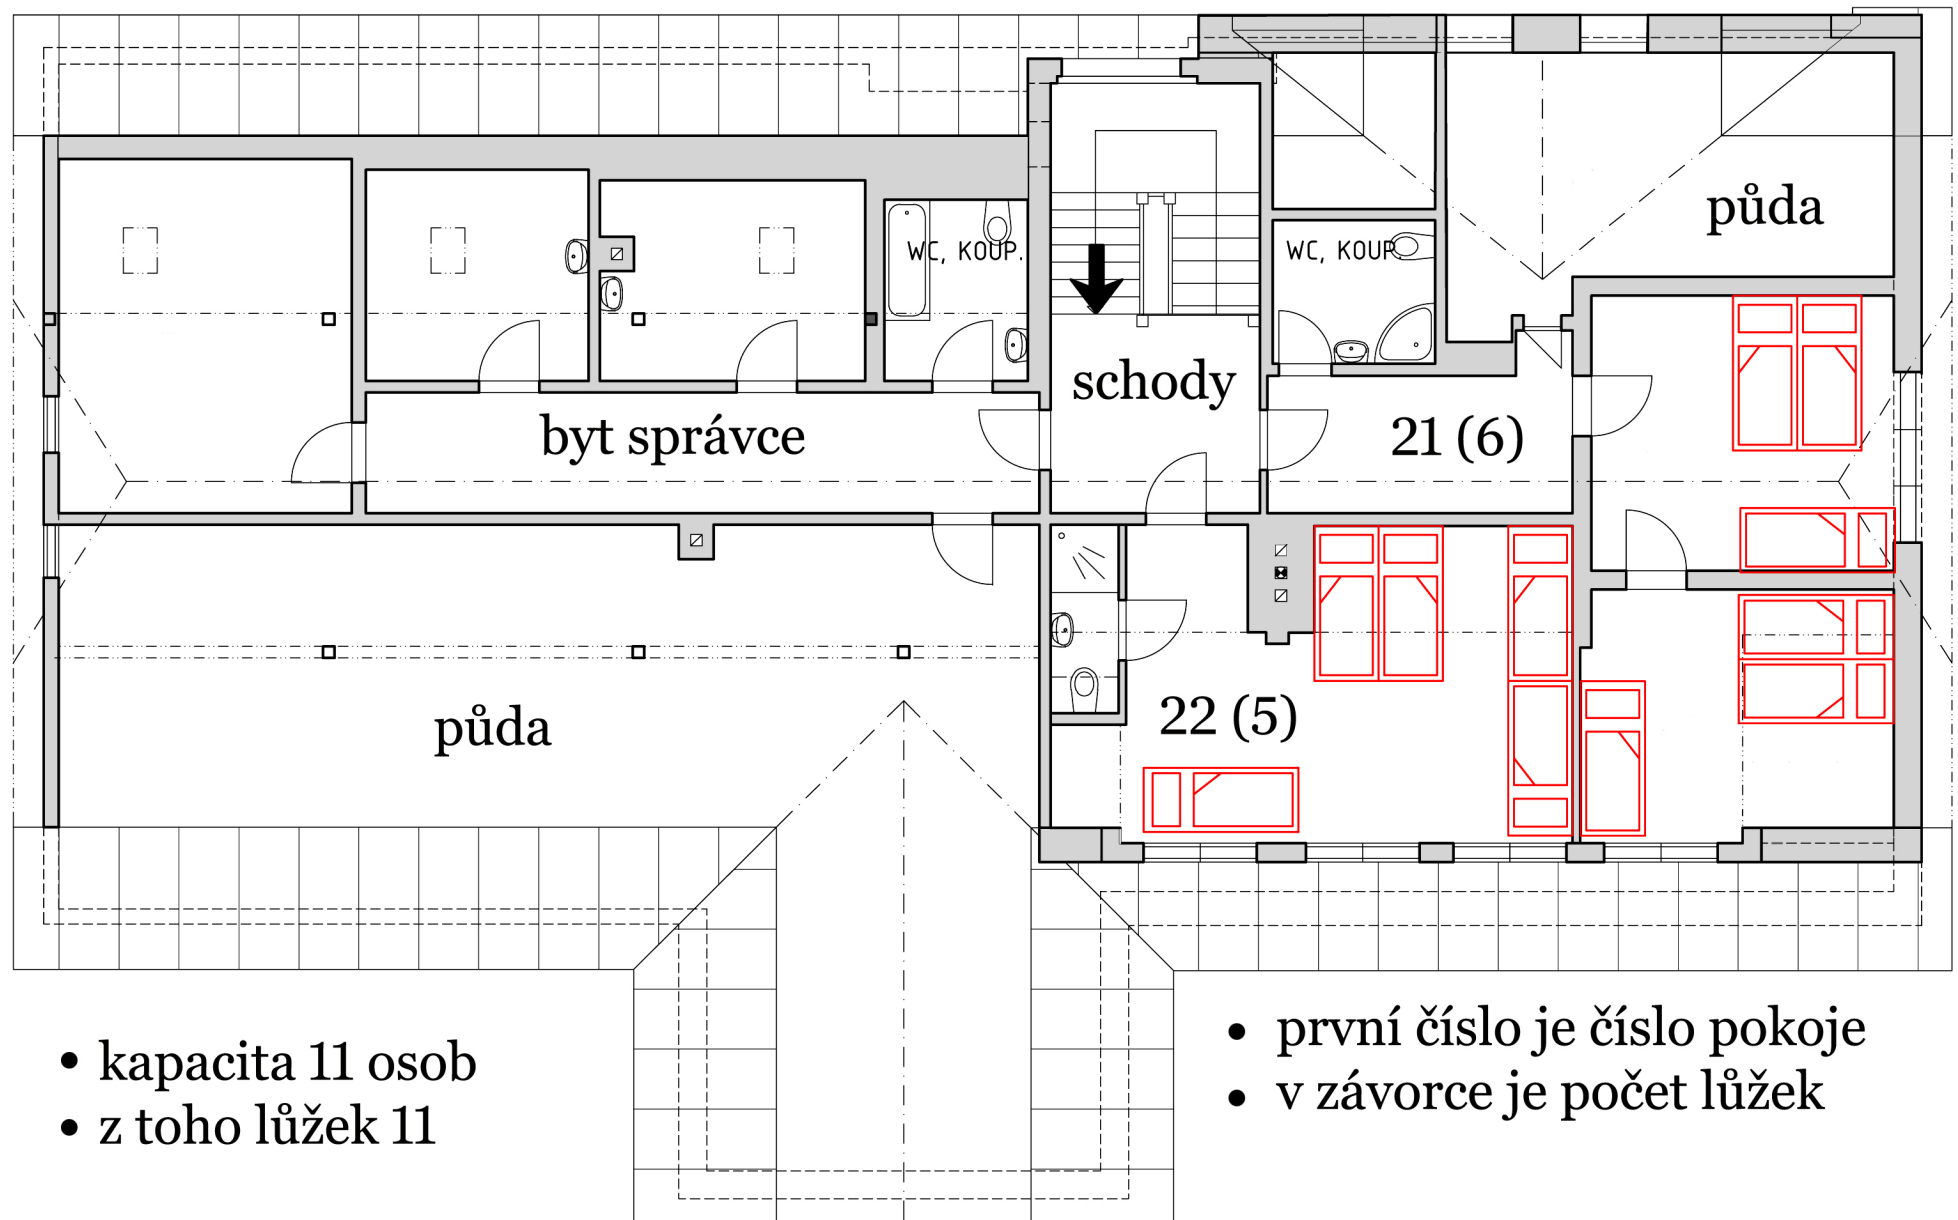 půda
WC, KOUP.
WC, KOUP.
schody
byt správce
21 (6)
22 (5)
půda
• kapacita 11 osob
• z toho lůžek 11
• první číslo je číslo pokoje
• v závorce je počet lůžek